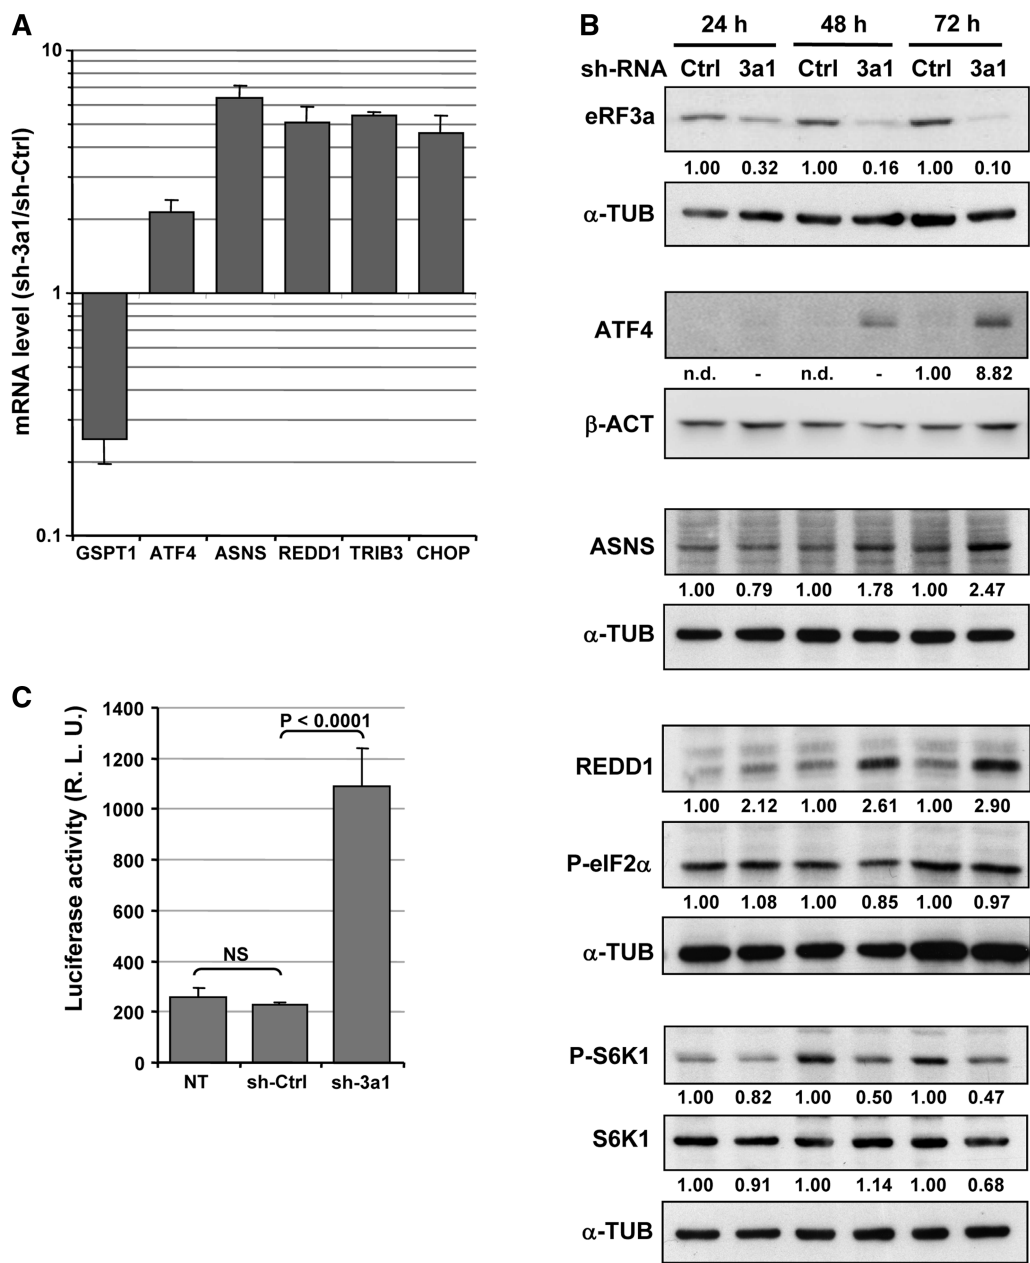 A
mRNA level (sh-3a1/sh-Ctrl)
10
1
0.1
GSPT1 ATF4 ASNS REDD1 TRIB3 CHOP
B
24 h 48 h 72 h
sh-RNA Ctrl 3a1 Ctrl 3a1 Ctrl 3a1
eRF3a
1.00 0.32 1.00 0.16 1.00 0.10
α-TUB
ATF4
n.d. - n.d. - 1.00 8.82
β-ACT
ASNS
1.00 0.79 1.00 1.78 1.00 2.47
α-TUB
REDD1
1.00 2.12 1.00 2.61 1.00 2.90
P-eIF2α
1.00 1.08 1.00 0.85 1.00 0.97
α-TUB
P-S6K1
1.00 0.82 1.00 0.50 1.00 0.47
S6K1
1.00 0.91 1.00 1.14 1.00 0.68
α-TUB
C
Luciferase activity (R. L. U.)
1400
1200
1000
800
600
400
200
0
P < 0.0001
NS
NT sh-Ctrl sh-3a1